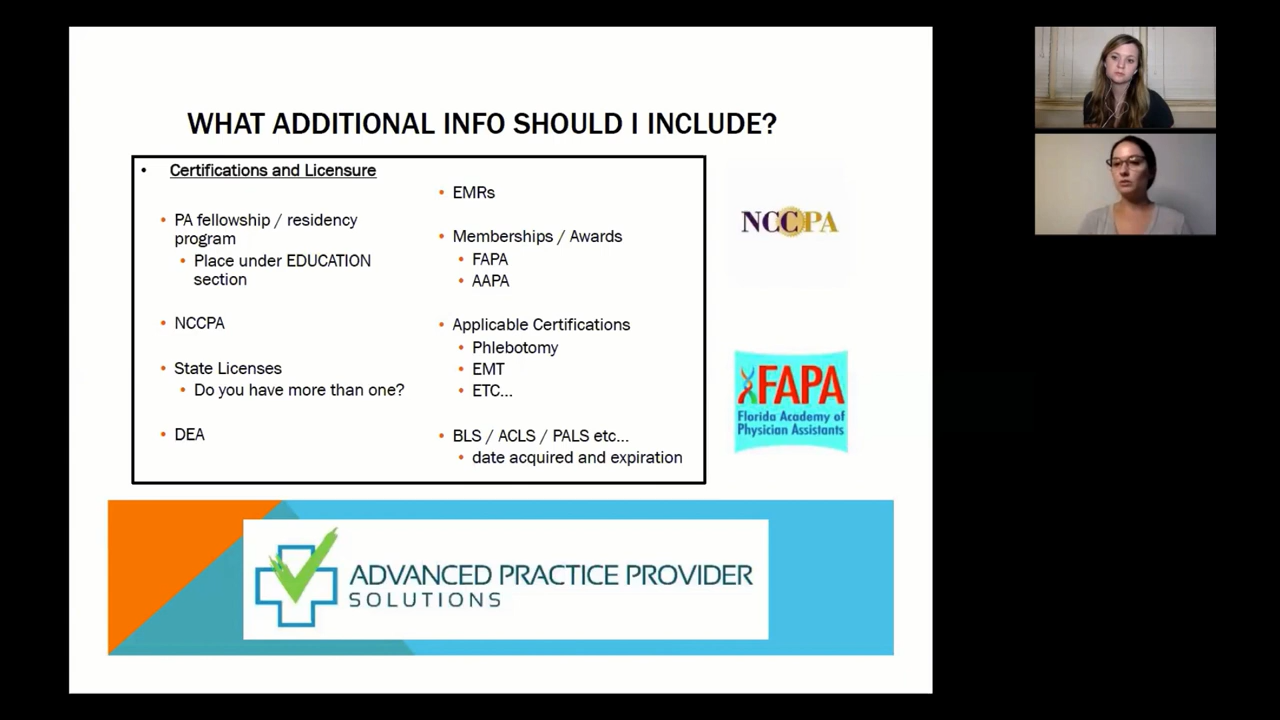 WHAT ADDITIONAL INFO SHOULD I INCLUDE?
• Certifications and Licensure
• PA fellowship / residency
program
• Place under EDUCATION
section
• NCCPA
• State Licenses
• Do you have more than one?
• DEA
• EMRs
• Memberships / Awards
• FAPA
• AAPA
• Applicable Certifications
• Phlebotomy
• EMT
• ETC...
• BLS / ACLS / PALS etc...
• date acquired and expiration
NCCPA
FAPA
Florida Academy of
Physician Assistants
ADVANCED PRACTICE PROVIDER
SOLUTIONS